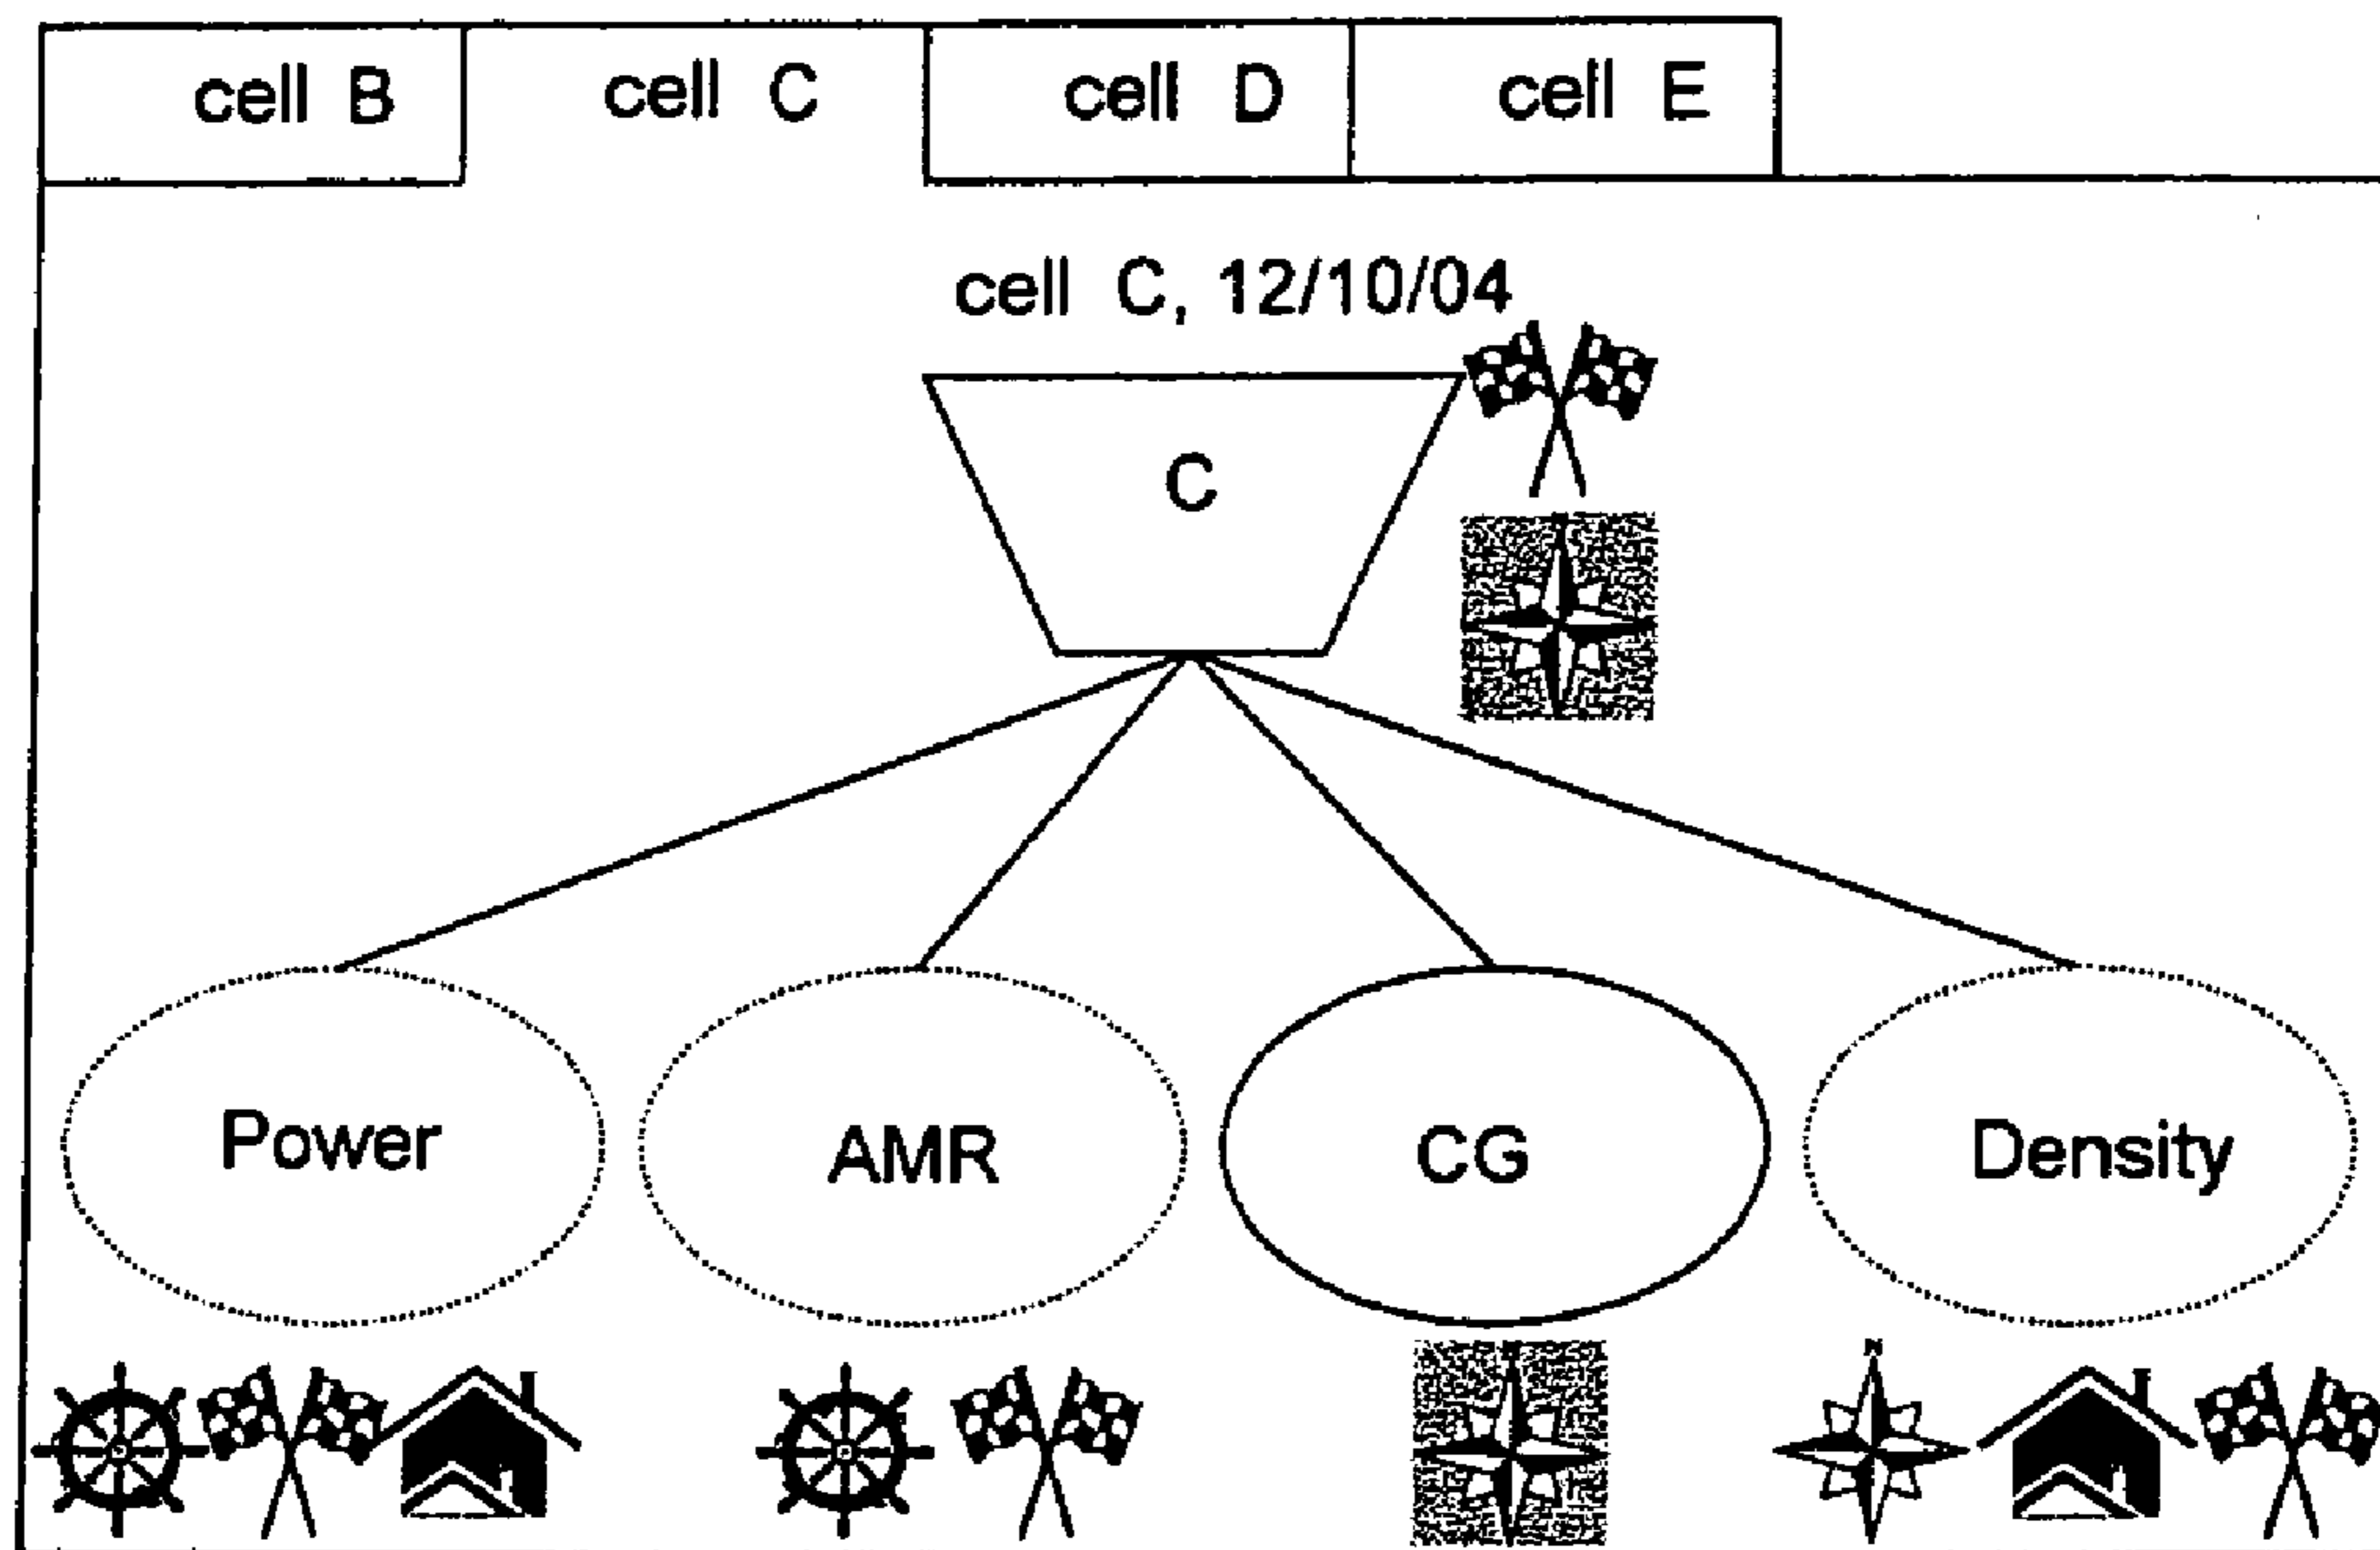 cell B
cell C
cell D
cell E
cell C, 12/10/04
C
Power
AMR
CG
Density
N